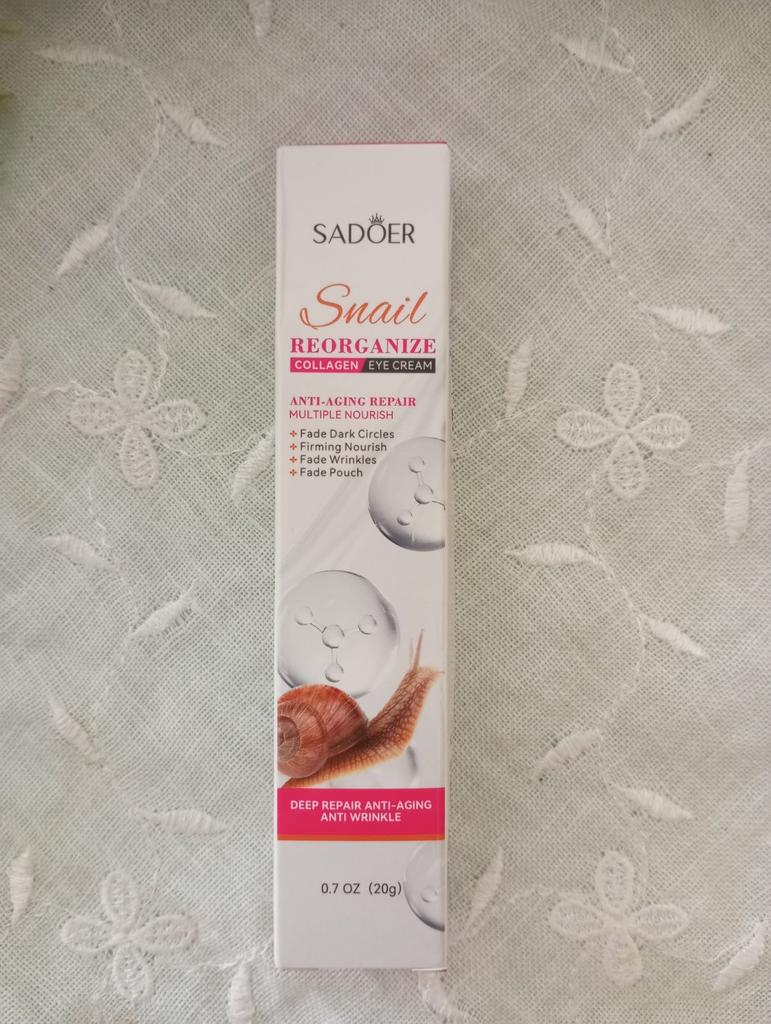 SADOER
Snail
REORGANIZE
COLLAGEN EYE CREAM
ANTI-AGING REPAIR
MULTIPLE NOURISH
Fade Dark Circles
Firming Nourish
Fade Wrinkles
Fade Pouch
DEEP REPAIR ANTI-AGING
ANTI WRINKLE
0.7 OZ (20g)